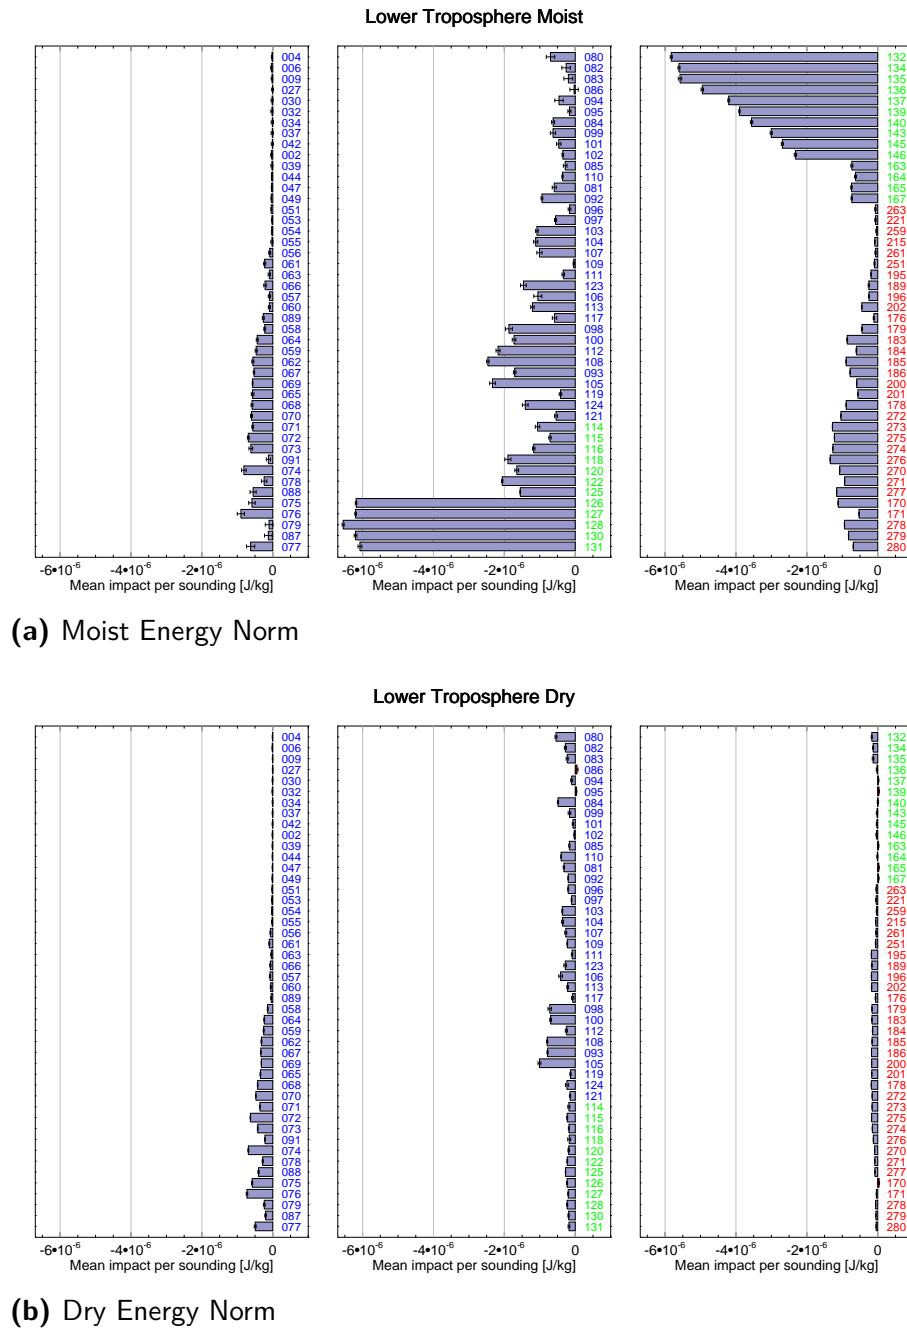 Lower Troposphere Moist
004 080 132
006 082 134
009 083 135
027 086 136
030 094 137
032 095 139
034 084 140
037 099 143
042 101 145
002 102 146
039 085 163
044 110 164
047 081 165
049 092 167
051 096 263
053 097 221
054 103 259
055 104 215
056 107 261
061 109 251
063 111 195
066 123 189
057 106 196
060 113 202
089 117 176
058 098 179
064 100 183
059 112 184
062 108 185
067 093 186
069 105 200
065 119 201
068 124 178
070 121 272
071 114 273
072 115 275
073 116 274
091 118 276
074 120 270
078 122 271
088 125 277
075 126 170
076 127 171
079 128 278
087 130 279
077 131 280
-6•10⁻⁶ -4•10⁻⁶ -2•10⁻⁶ 0 -6•10⁻⁶ -4•10⁻⁶ -2•10⁻⁶ 0 -6•10⁻⁶ -4•10⁻⁶ -2•10⁻⁶ 0
Mean impact per sounding [J/kg] Mean impact per sounding [J/kg] Mean impact per sounding [J/kg]
(a) Moist Energy Norm
Lower Troposphere Dry
004 080 132
006 082 134
009 083 135
027 086 136
030 094 137
032 095 139
034 084 140
037 099 143
042 101 145
002 102 146
039 085 163
044 110 164
047 081 165
049 092 167
051 096 263
053 097 221
054 103 259
055 104 215
056 107 261
061 109 251
063 111 195
066 123 189
057 106 196
060 113 202
089 117 176
058 098 179
064 100 183
059 112 184
062 108 185
067 093 186
069 105 200
065 119 201
068 124 178
070 121 272
071 114 273
072 115 275
073 116 274
091 118 276
074 120 270
078 122 271
088 125 277
075 126 170
076 127 171
079 128 278
087 130 279
077 131 280
-6•10⁻⁶ -4•10⁻⁶ -2•10⁻⁶ 0 -6•10⁻⁶ -4•10⁻⁶ -2•10⁻⁶ 0 -6•10⁻⁶ -4•10⁻⁶ -2•10⁻⁶ 0
Mean impact per sounding [J/kg] Mean impact per sounding [J/kg] Mean impact per sounding [J/kg]
(b) Dry Energy Norm